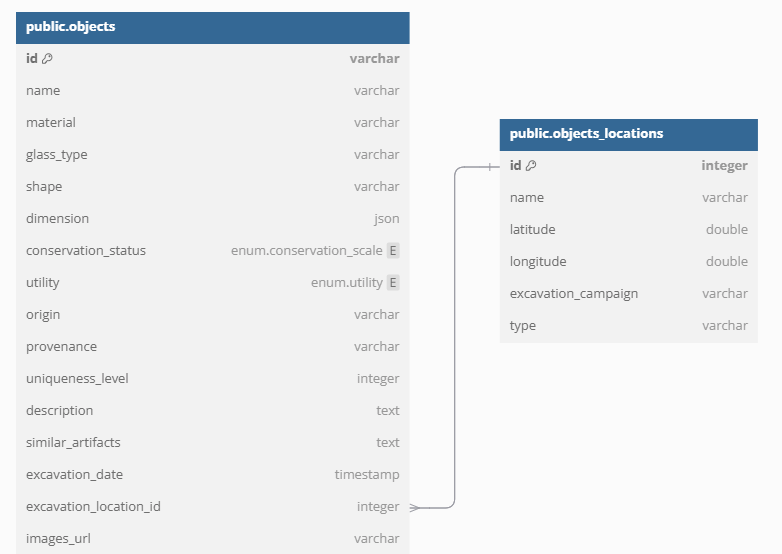 public.objects
id varchar
name varchar
material varchar
glass_type varchar
shape varchar
dimension json
conservation_status enum.conservation_scale E
utility enum.utility E
origin varchar
provenance varchar
uniqueness_level integer
description text
similar_artifacts text
excavation_date timestamp
excavation_location_id integer
images_url varchar
public.objects_locations
id integer
name varchar
latitude double
longitude double
excavation_campaign varchar
type varchar